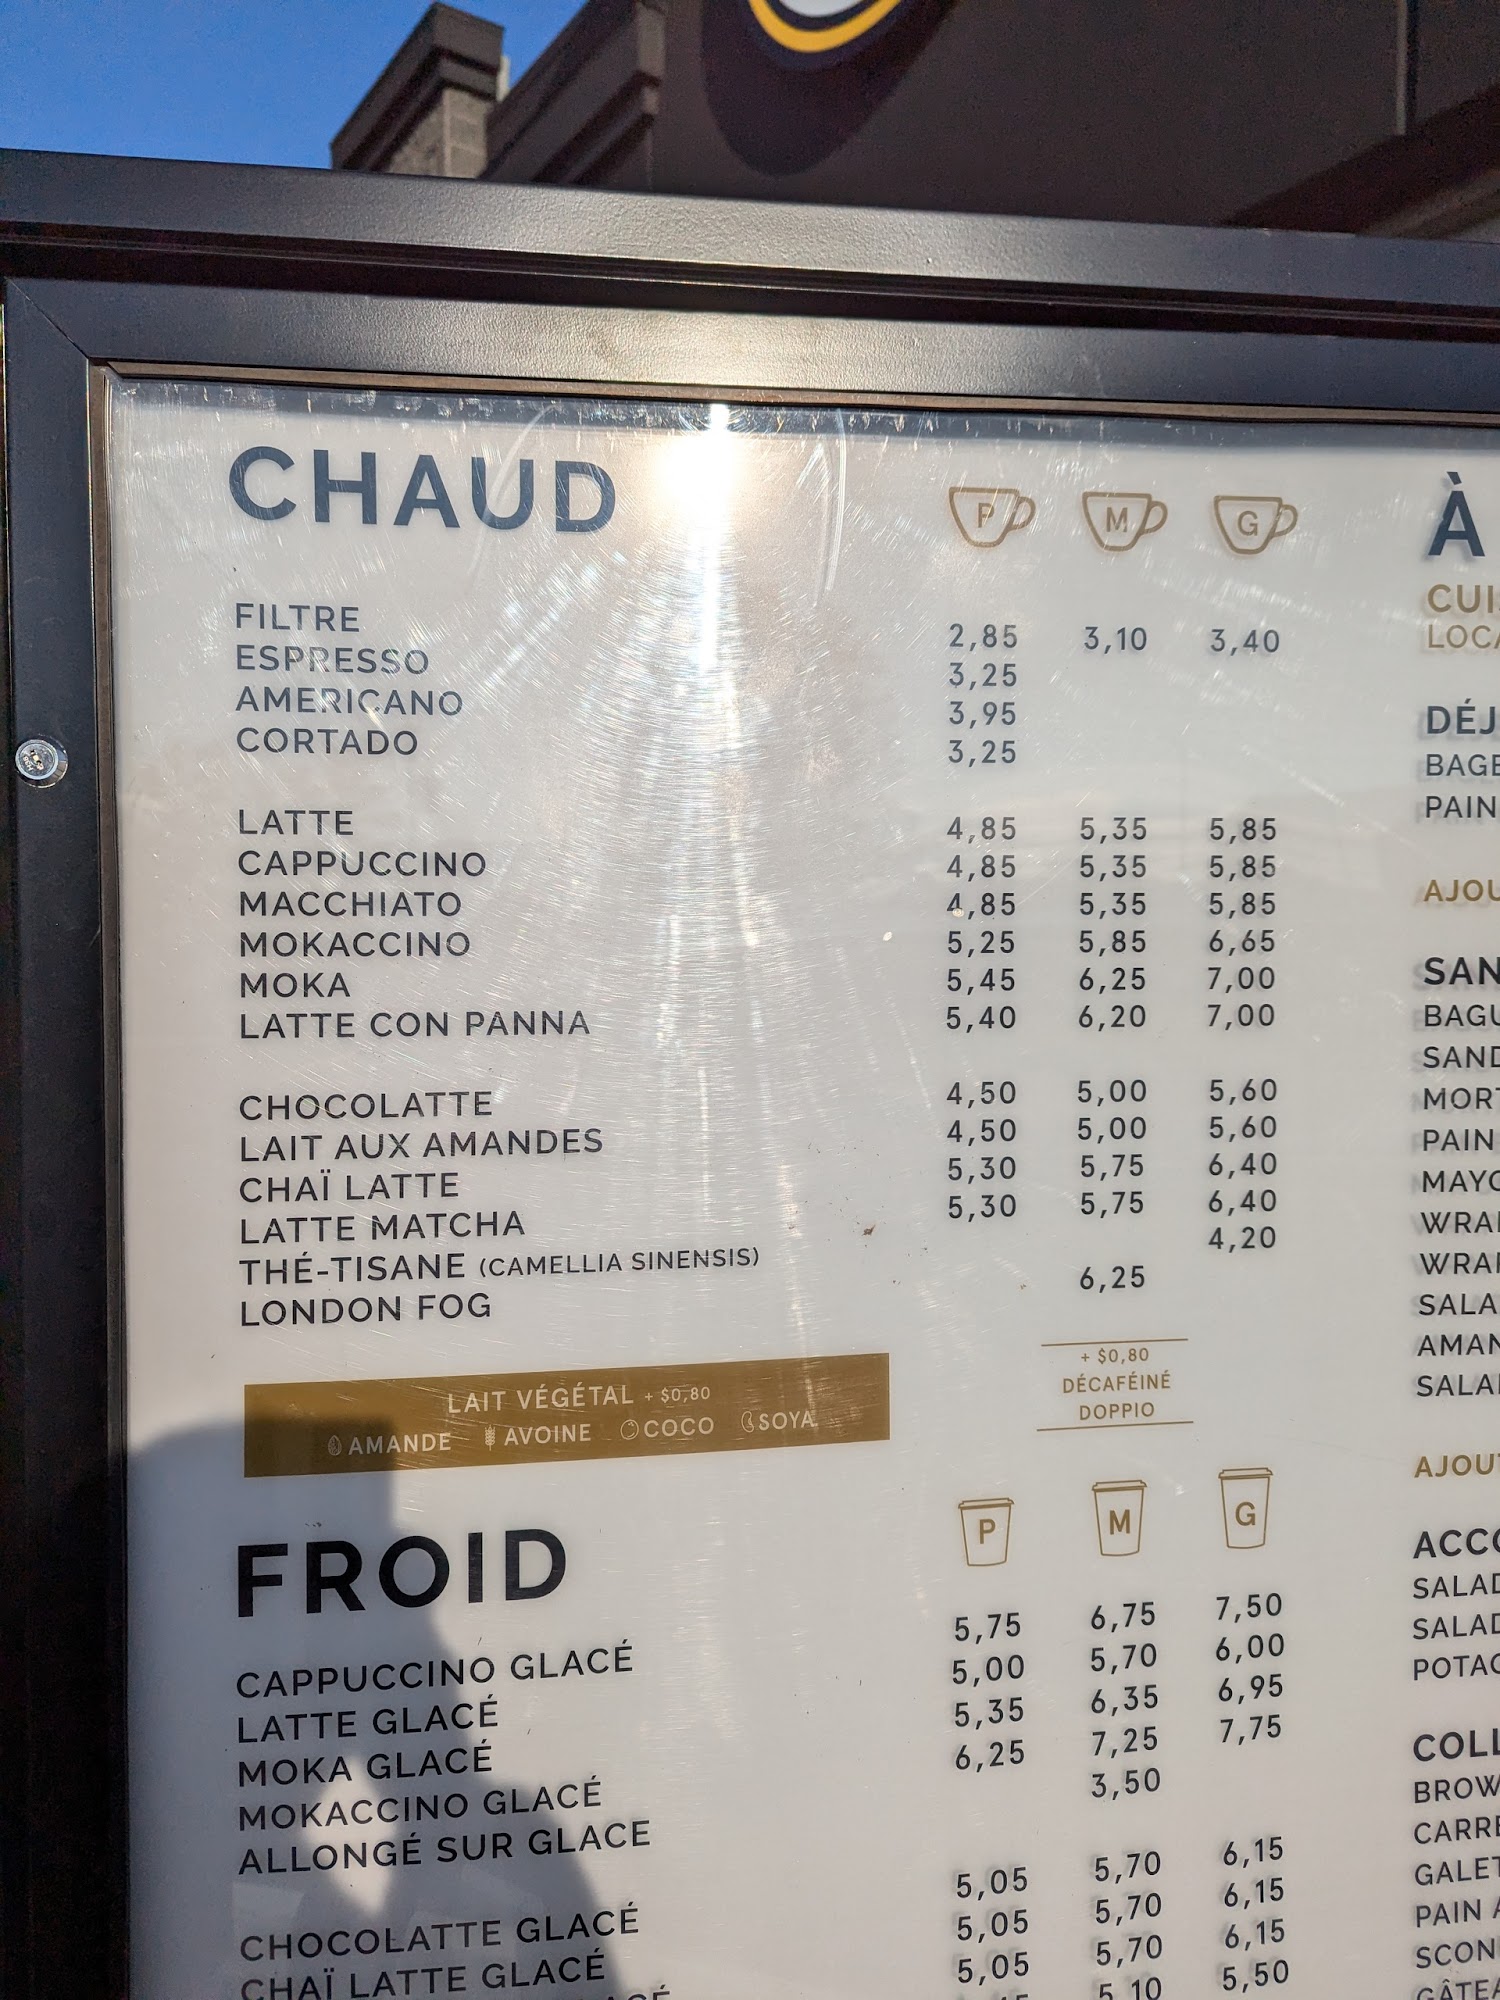 CHAUD P M G
FILTRE 2,85 3,10 3,40
ESPRESSO 3,25
AMERICANO 3,95
CORTADO 3,25
LATTE 4,85 5,35 5,85
CAPPUCCINO 4,85 5,35 5,85
MACCHIATO 4,85 5,35 5,85
MOKACCINO 5,25 5,85 6,65
MOKA 5,45 6,25 7,00
LATTE CON PANNA 5,40 6,20 7,00
CHOCOLATTE 4,50 5,00 5,60
LAIT AUX AMANDES 4,50 5,00 5,60
CHAÏ LATTE 5,30 5,75 6,40
LATTE MATCHA 5,30 5,75 6,40
THÉ-TISANE (CAMELLIA SINENSIS) 4,20
LONDON FOG 6,25
LAIT VÉGÉTAL + $0,80
AMANDE AVOINE COCO SOYA
+ $0,80
DÉCAFÉINÉ
DOPPIO
FROID P M G
CAPPUCCINO GLACÉ 5,75 6,75 7,50
LATTE GLACÉ 5,00 5,70 6,00
MOKA GLACÉ 5,35 6,35 6,95
MOKACCINO GLACÉ 6,25 7,25 7,75
ALLONGÉ SUR GLACE 3,50
CHOCOLATTE GLACÉ 5,05 5,70 6,15
CHAÏ LATTE GLACÉ 5,05 5,70 6,15
5,05 5,70 6,15
5,10 5,50
À
CUI
LOCA
DÉJ
BAGE
PAIN
AJOU
SAN
BAGU
SAND
MORT
PAIN
MAYO
WRAP
WRAP
SALA
AMAN
SALA
AJOUT
ACCO
SALAD
SALAD
POTAG
COLL
BROW
CARRÉ
GALET
PAIN A
SCON
GÂTEA